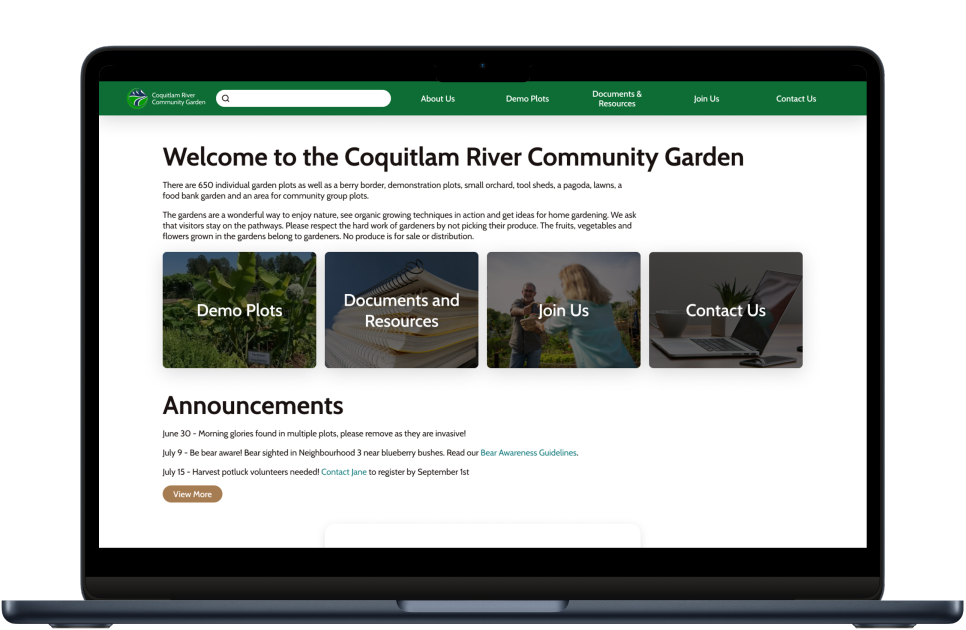 Coquitlam River
Community Garden
About Us
Demo Plots
Documents &
Resources
Join Us
Contact Us
Welcome to the Coquitlam River Community Garden
There are 650 individual garden plots as well as a berry border, demonstration plots, small orchard, tool sheds, a pagoda, lawns, a
food bank garden and an area for community group plots.
The gardens are a wonderful way to enjoy nature, see organic growing techniques in action and get ideas for home gardening. We ask
that visitors stay on the pathways. Please respect the hard work of gardeners by not picking their produce. The fruits, vegetables and
flowers grown in the gardens belong to gardeners. No produce is for sale or distribution.
Demo Plots
Documents and
Resources
Join Us
Contact Us
Announcements
June 30 - Morning glories found in multiple plots, please remove as they are invasive!
July 9 - Be bear aware! Bear sighted in Neighbourhood 3 near blueberry bushes. Read our Bear Awareness Guidelines.
July 15 - Harvest potluck volunteers needed! Contact Jane to register by September 1st
View More